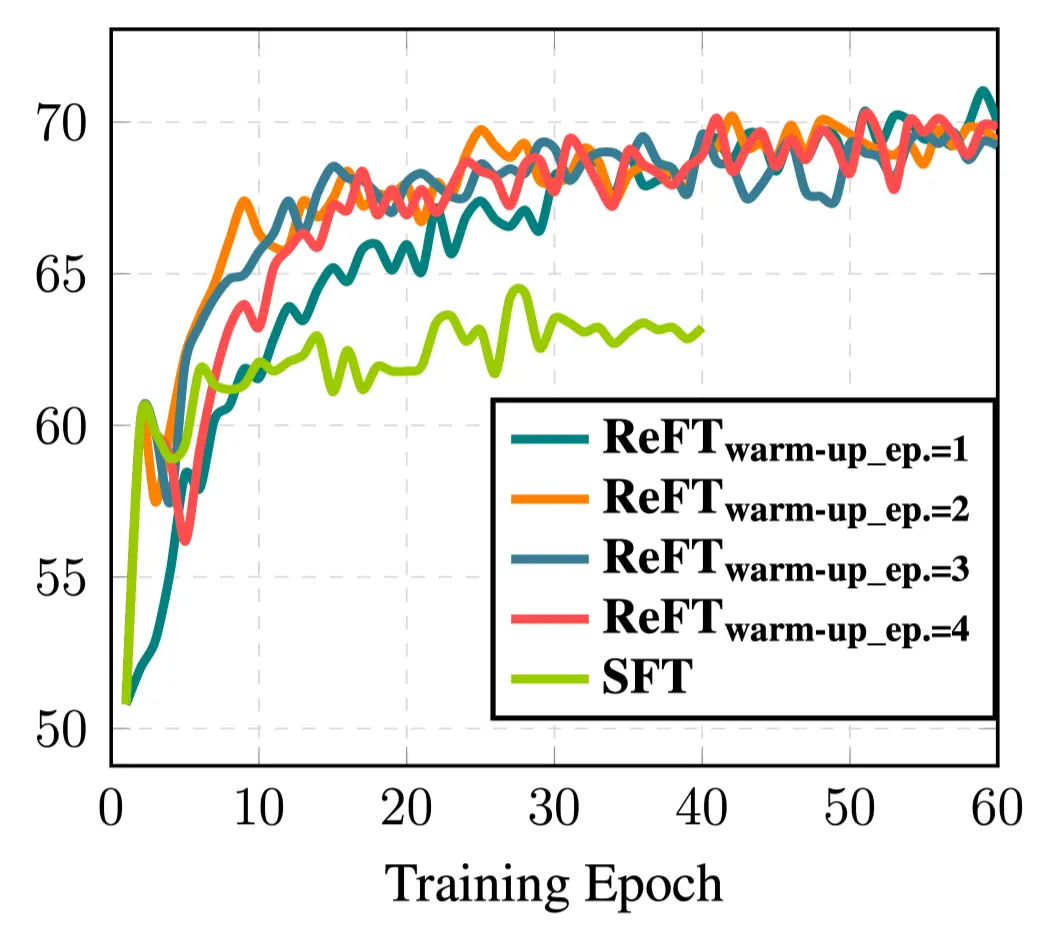 70
65
60
55
50
ReFTwarm-up_ep.=1
ReFTwarm-up_ep.=2
ReFTwarm-up_ep.=3
ReFTwarm-up_ep.=4
SFT
0 10 20 30 40 50 60
Training Epoch